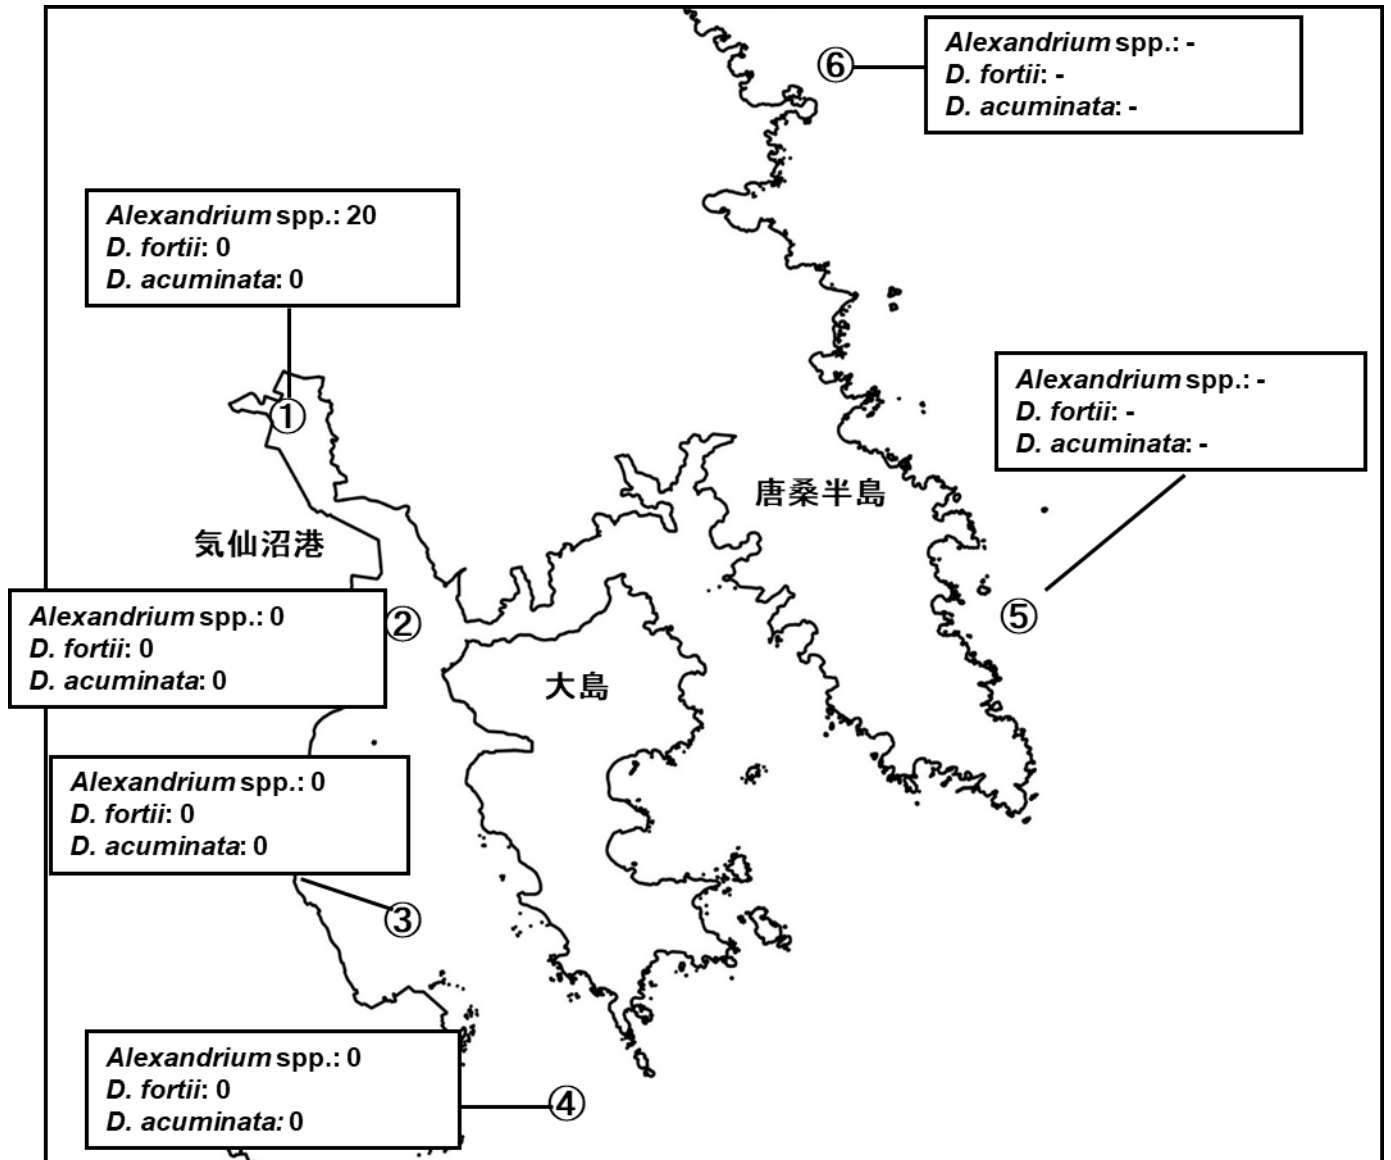 ⑥
Alexandrium spp.: -
D. fortii: -
D. acuminata: -
Alexandrium spp.: 20
D. fortii: 0
D. acuminata: 0
①
Alexandrium spp.: -
D. fortii: -
D. acuminata: -
唐桑半島
気仙沼港
Alexandrium spp.: 0
D. fortii: 0
D. acuminata: 0
②
⑤
大島
Alexandrium spp.: 0
D. fortii: 0
D. acuminata: 0
③
Alexandrium spp.: 0
D. fortii: 0
D. acuminata: 0
④